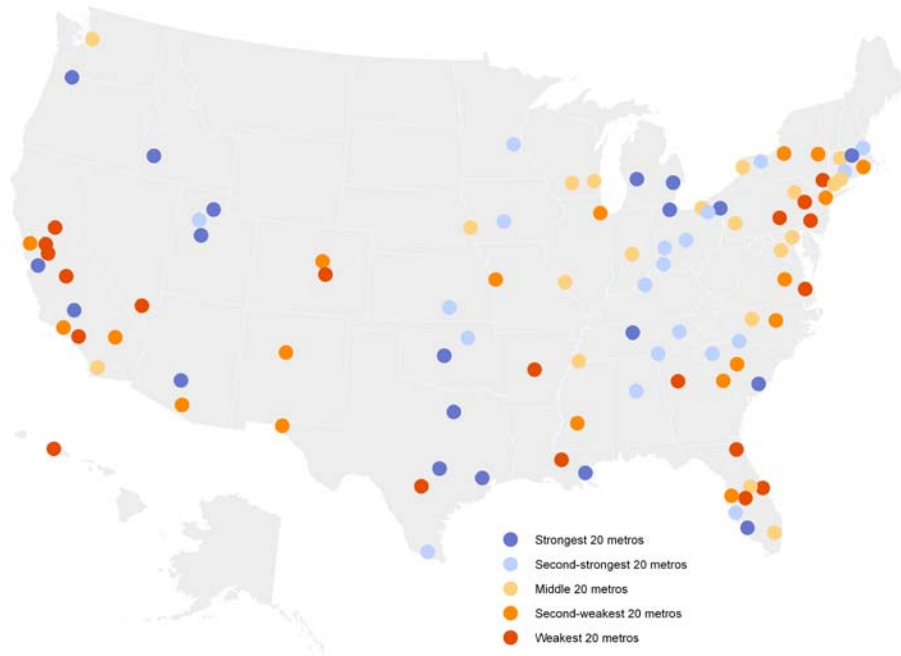 Strongest 20 metros
Second-strongest 20 metros
Middle 20 metros
Second-weakest 20 metros
Weakest 20 metros